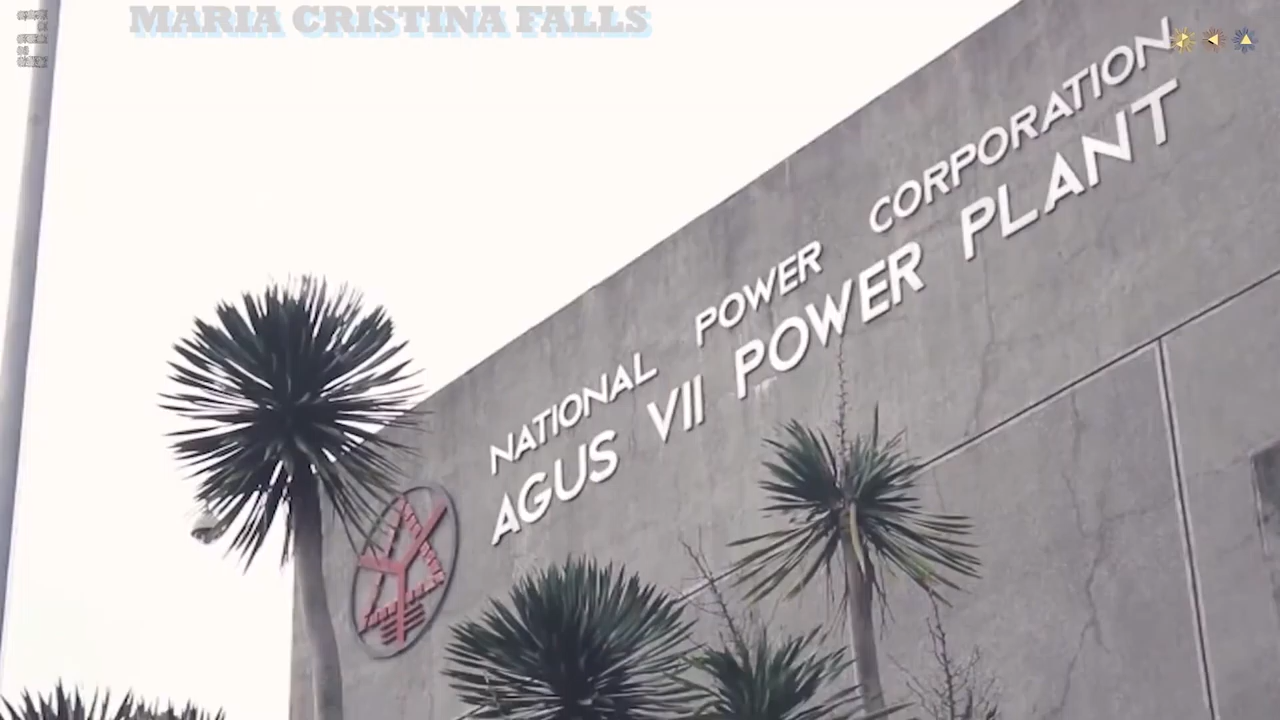 MARIA CRISTINA FALLS
NATIONAL POWER CORPORATION
AGUS VII POWER PLANT